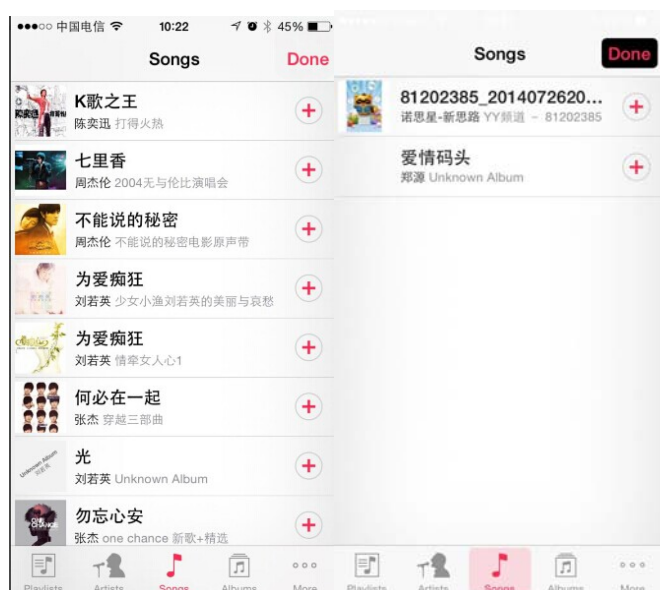 中国电信 10:22 45%
Songs Done
K歌之王
陈奕迅 打得火热
七里香
周杰伦 2004无与伦比演唱会
不能说的秘密
周杰伦 不能说的秘密电影原声带
为爱痴狂
刘若英 少女小渔刘若英的美丽与哀愁
为爱痴狂
刘若英 情牵女人心1
何必在一起
张杰 穿越三部曲
光
刘若英 Unknown Album
Unknown Album
刘若英
勿忘心安
张杰 one chance 新歌+精选
Playlists Artists Songs Albums More
Songs Done
81202385_2014072620...
诺思星-新思路 YY频道 - 81202385
爱情码头
郑源 Unknown Album
Playlists Artists Songs Albums More